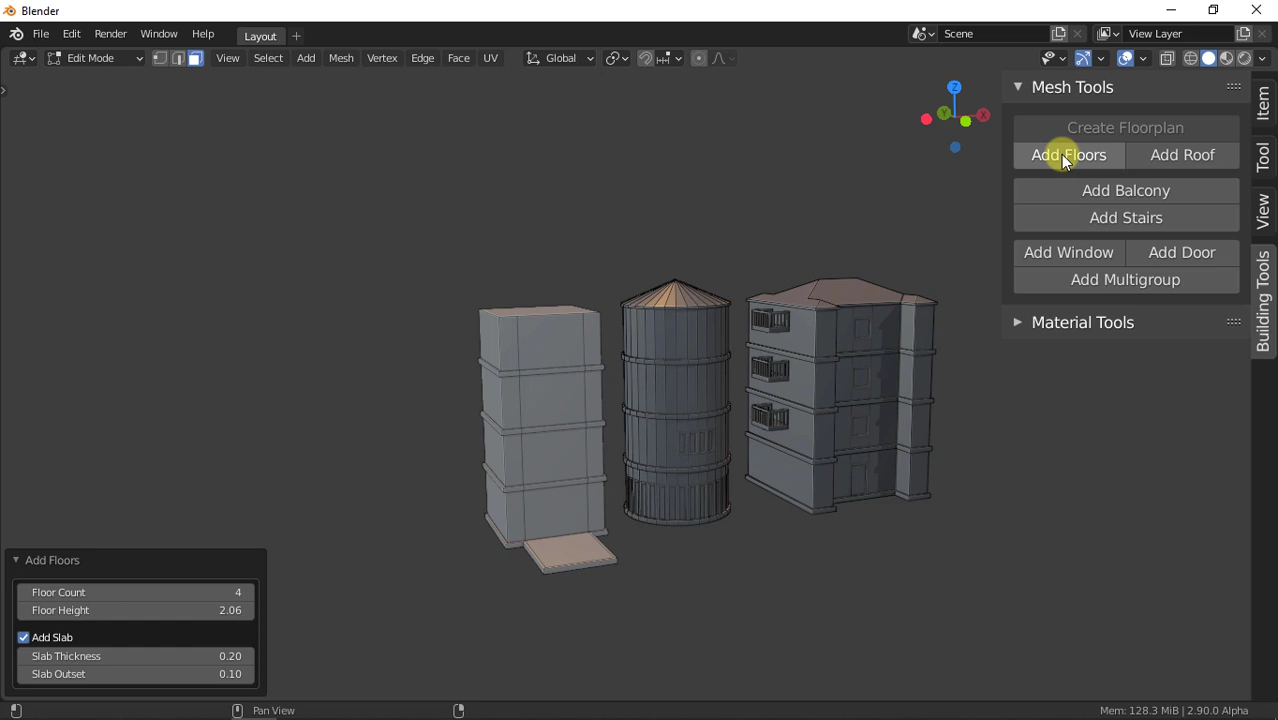 Blender
File Edit Render Window Help Layout + Scene View Layer
Edit Mode View Select Add Mesh Vertex Edge Face UV Global
Z
Y X
Mesh Tools
Create Floorplan
Add Floors Add Roof
Add Balcony
Add Stairs
Add Window Add Door
Add Multigroup
Material Tools
Item
Tool
View
Building Tools
Add Floors
Floor Count 4
Floor Height 2.06
Add Slab
Slab Thickness 0.20
Slab Outset 0.10
Pan View Mem: 128.3 MiB | 2.90.0 Alpha